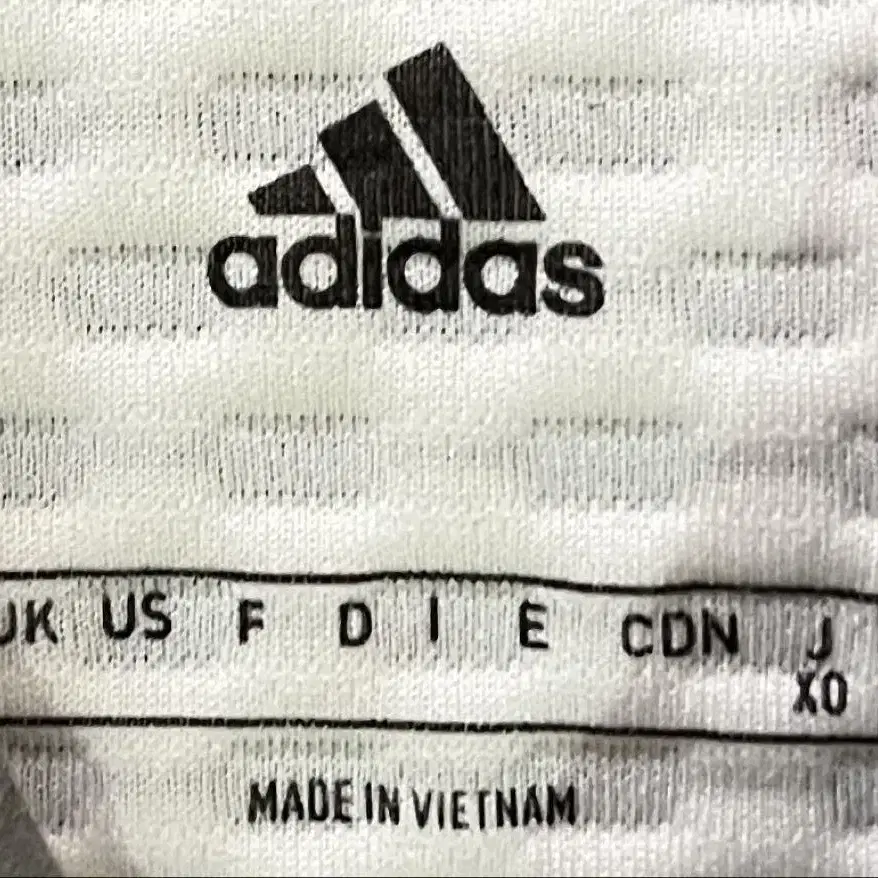 adidas
UK US F D I E CDN J
XO
MADE IN VIETNAM